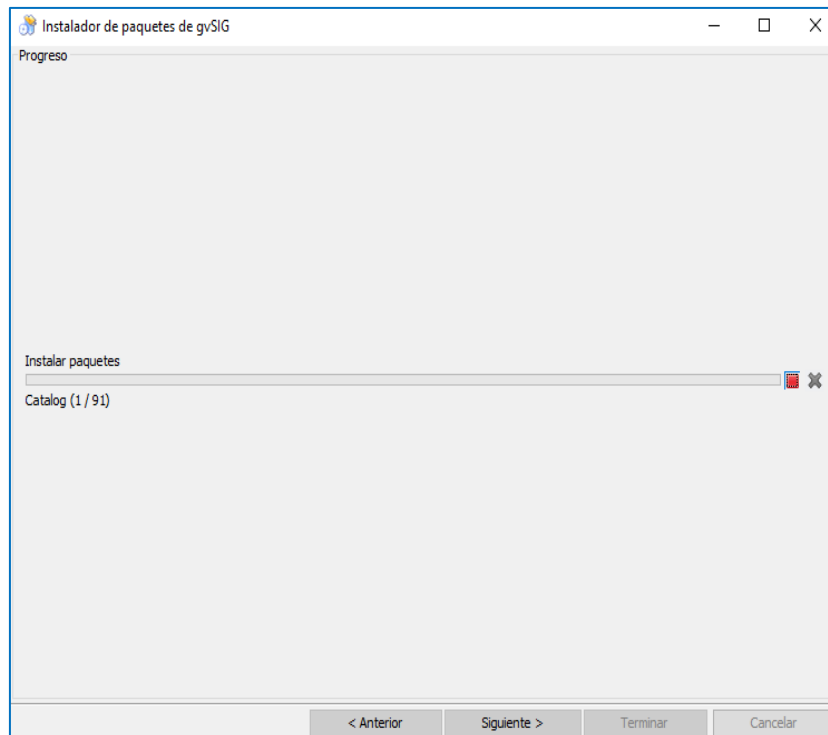 Instalador de paquetes de gvSIG
Progreso
Instalar paquetes
Catalog (1 / 91)
< Anterior
Siguiente >
Terminar
Cancelar